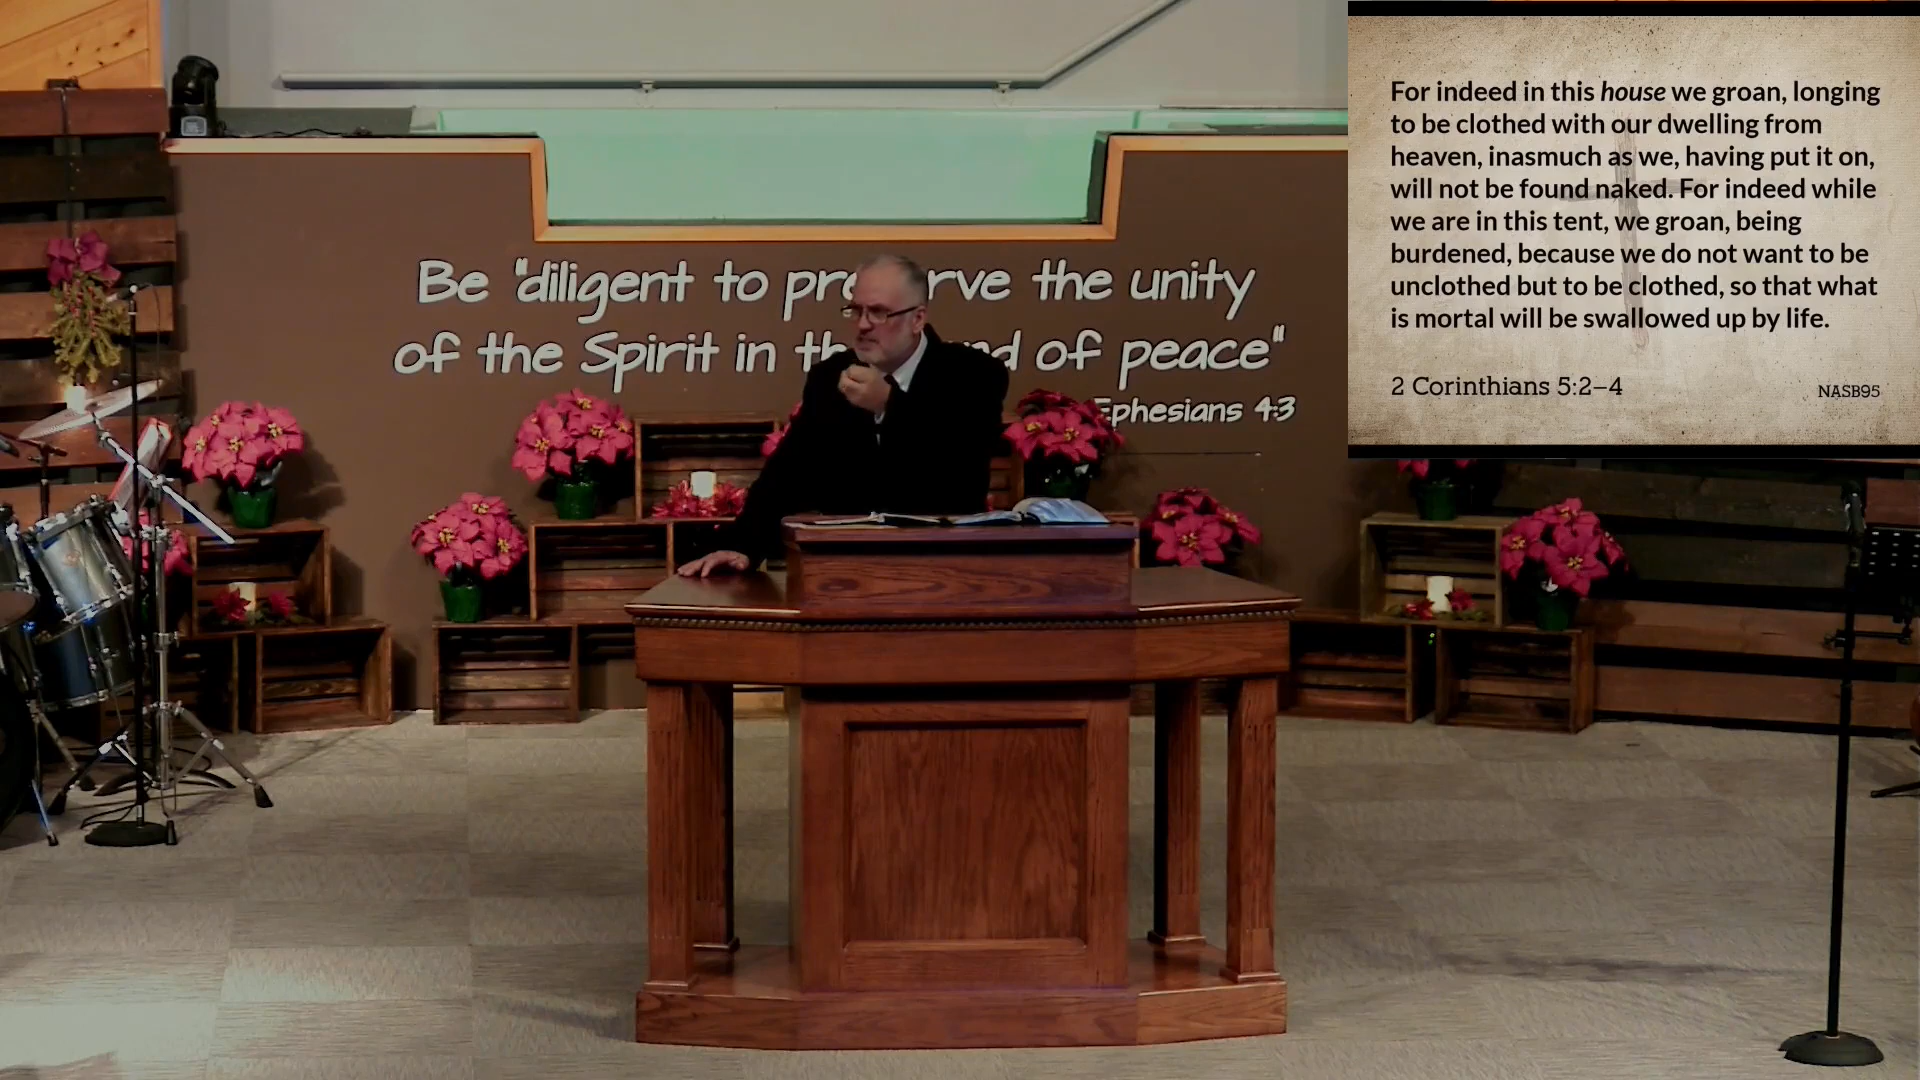 Be "diligent to pre rve the unity
of the Spirit in th nd of peace"
Ephesians 4:3
For indeed in this house we groan, longing
to be clothed with our dwelling from
heaven, inasmuch as we, having put it on,
will not be found naked. For indeed while
we are in this tent, we groan, being
burdened, because we do not want to be
unclothed but to be clothed, so that what
is mortal will be swallowed up by life.
2 Corinthians 5:2–4
NASB95